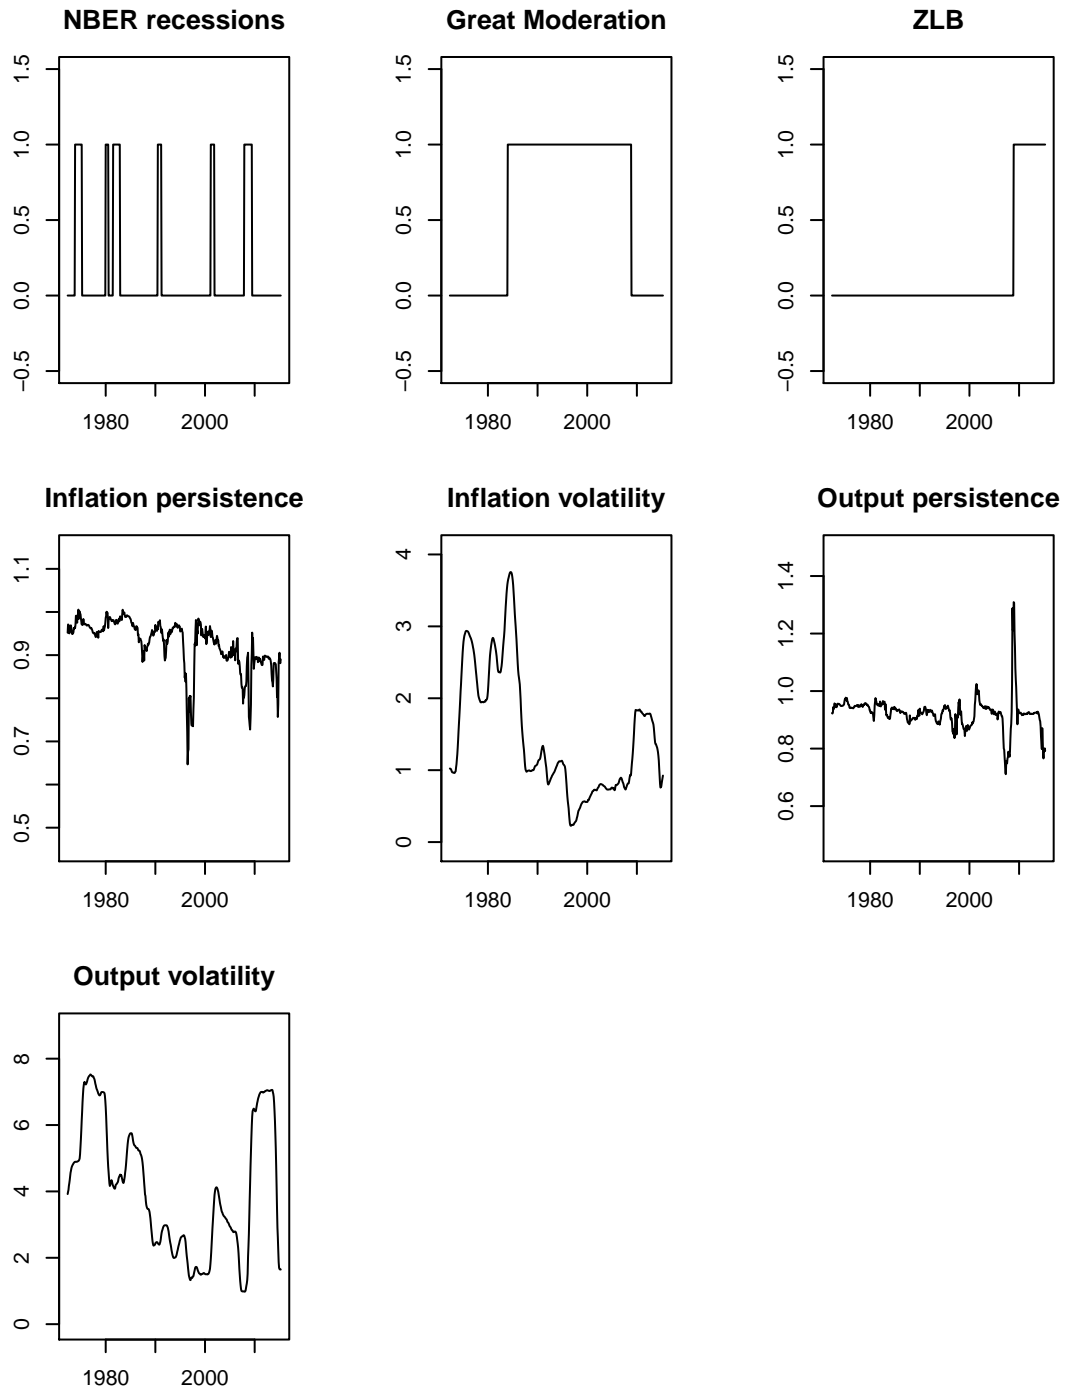 NBER recessions
−0.5 0.0 0.5 1.0 1.5
1980 2000
Great Moderation
−0.5 0.0 0.5 1.0 1.5
1980 2000
ZLB
−0.5 0.0 0.5 1.0 1.5
1980 2000
Inflation persistence
0.5 0.7 0.9 1.1
1980 2000
Inflation volatility
0 1 2 3 4
1980 2000
Output persistence
0.6 0.8 1.0 1.2 1.4
1980 2000
Output volatility
0 2 4 6 8
1980 2000